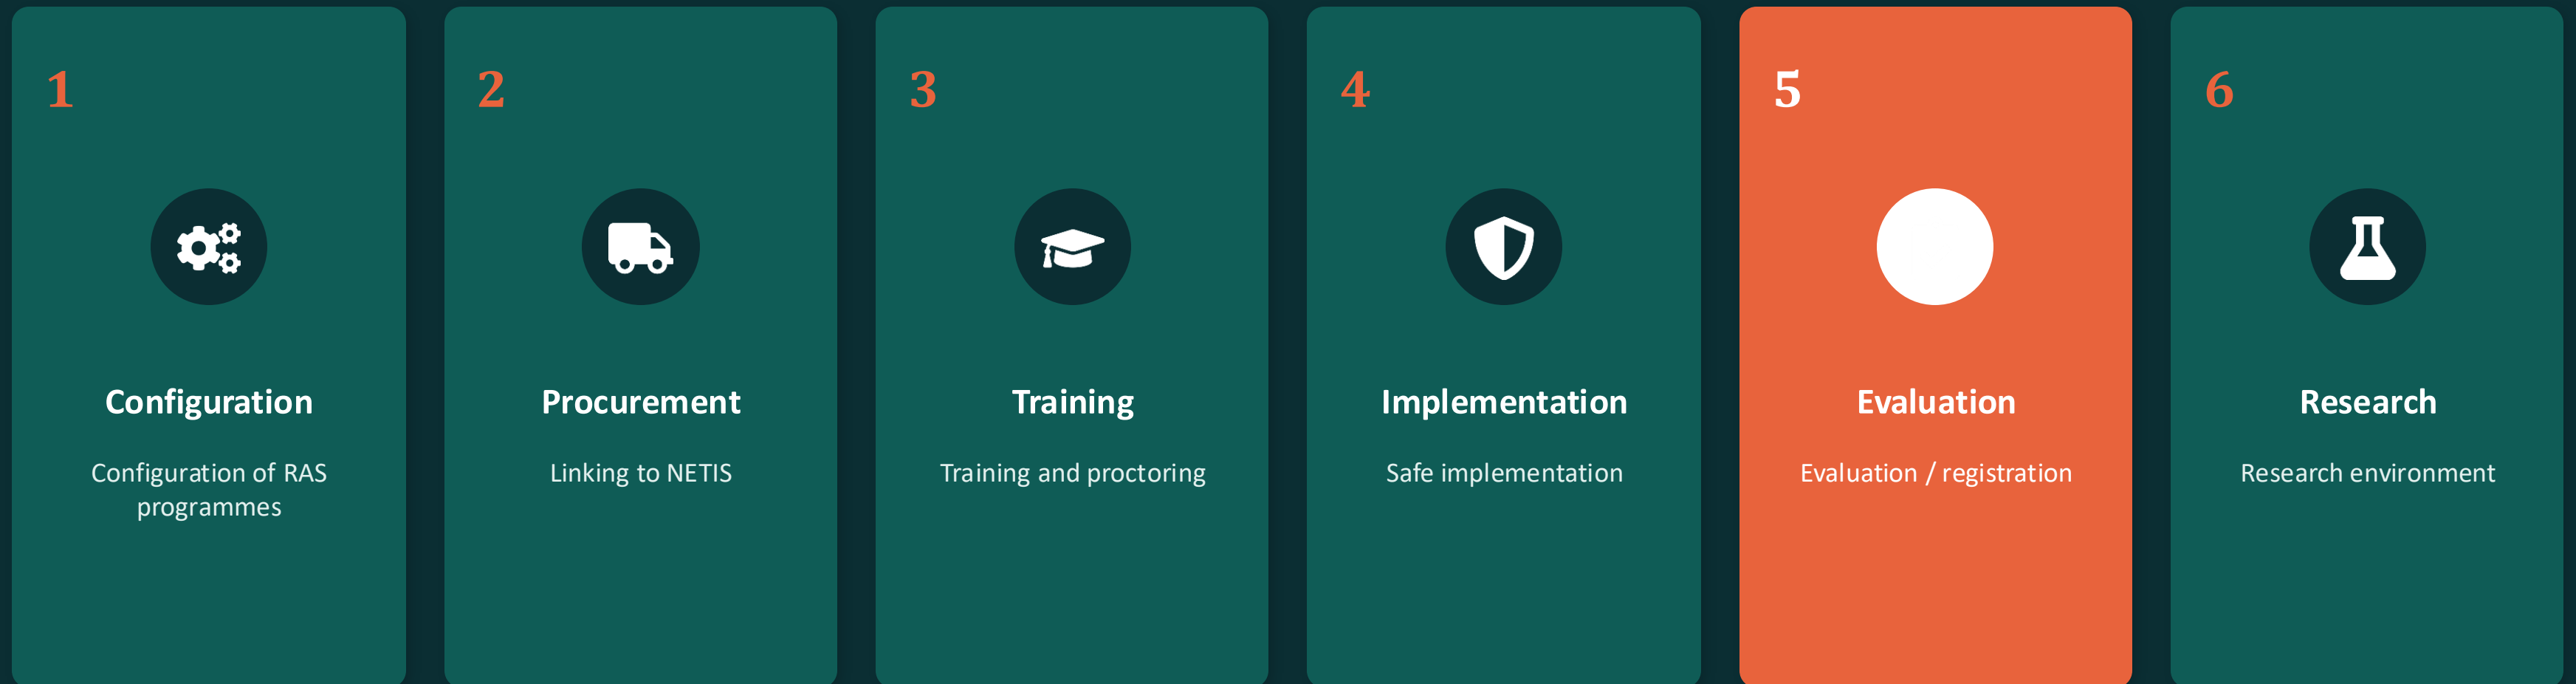 1
Configuration
Configuration of RAS
programmes
2
Procurement
Linking to NETIS
3
Training
Training and proctoring
4
Implementation
Safe implementation
5
Evaluation
Evaluation / registration
6
Research
Research environment